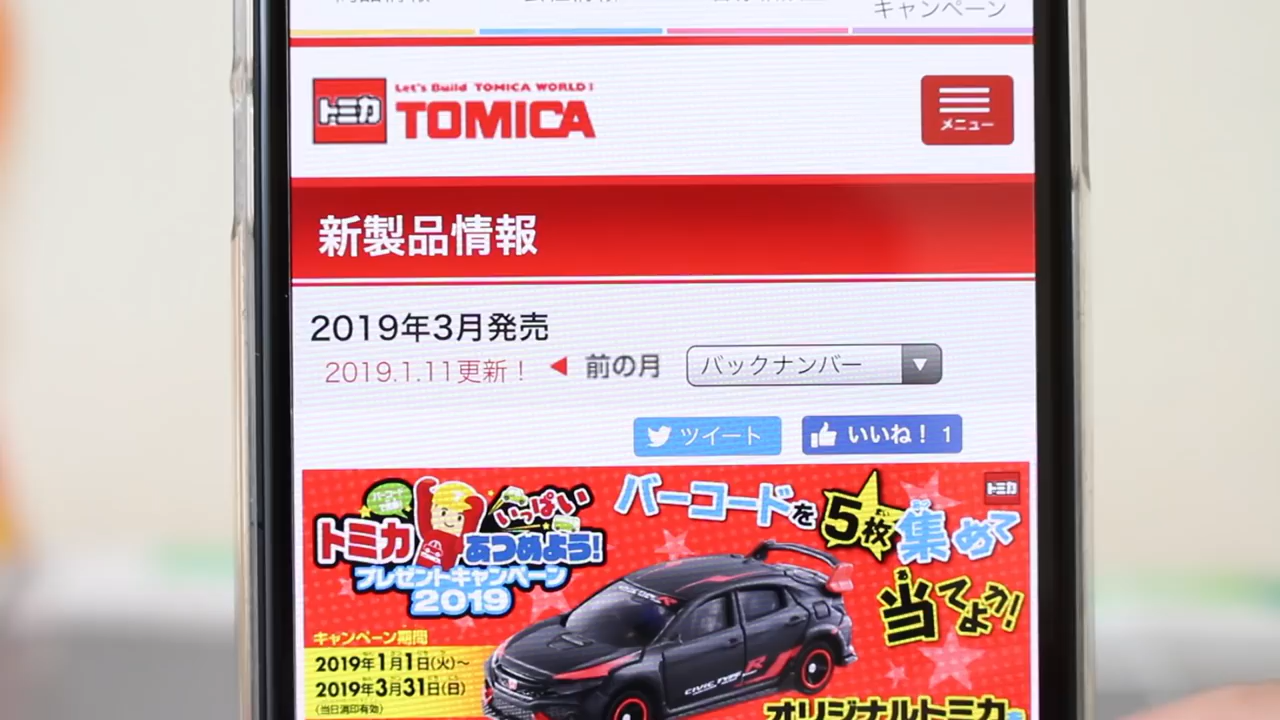 キャンペーン
トミカ
Let's Build TOMICA WORLD!
TOMICA
メニュー
新製品情報
2019年3月発売
2019.1.11更新！
前の月
バックナンバー
ツイート
いいね！ 1
トミカ
いっぱい
あつめよう!
プレゼントキャンペーン
2019
バーコードを5枚集めて
まい あつ
トミカ
あ
当てよう!
キャンペーン期間
2019年1月1日(火)～
2019年3月31日(日)
(当日消印有効)
CIVIC TYPE R
オリジナルトミカを